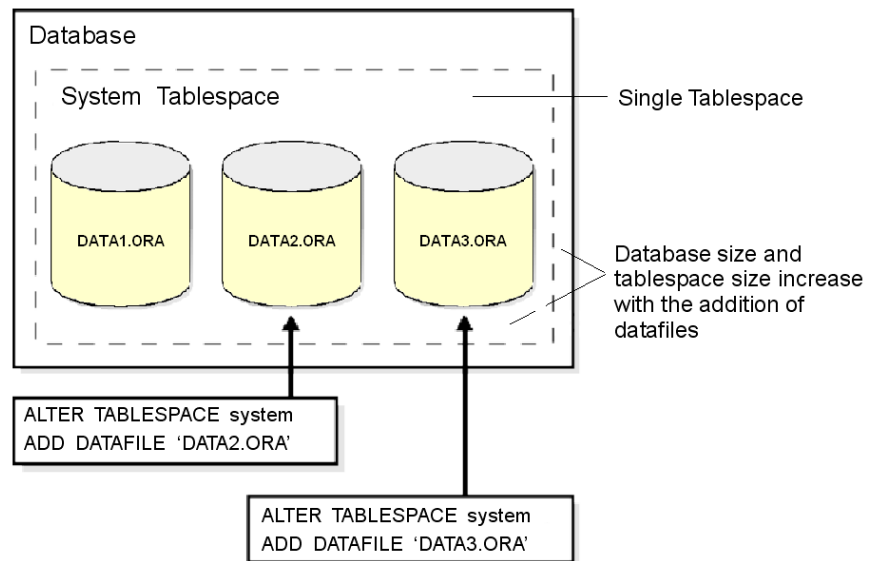 Database
System Tablespace
Single Tablespace
DATA1.ORA
DATA2.ORA
DATA3.ORA
Database size and
tablespace size increase
with the addition of
datafiles
ALTER TABLESPACE system
ADD DATAFILE ‘DATA2.ORA’
ALTER TABLESPACE system
ADD DATAFILE ‘DATA3.ORA’